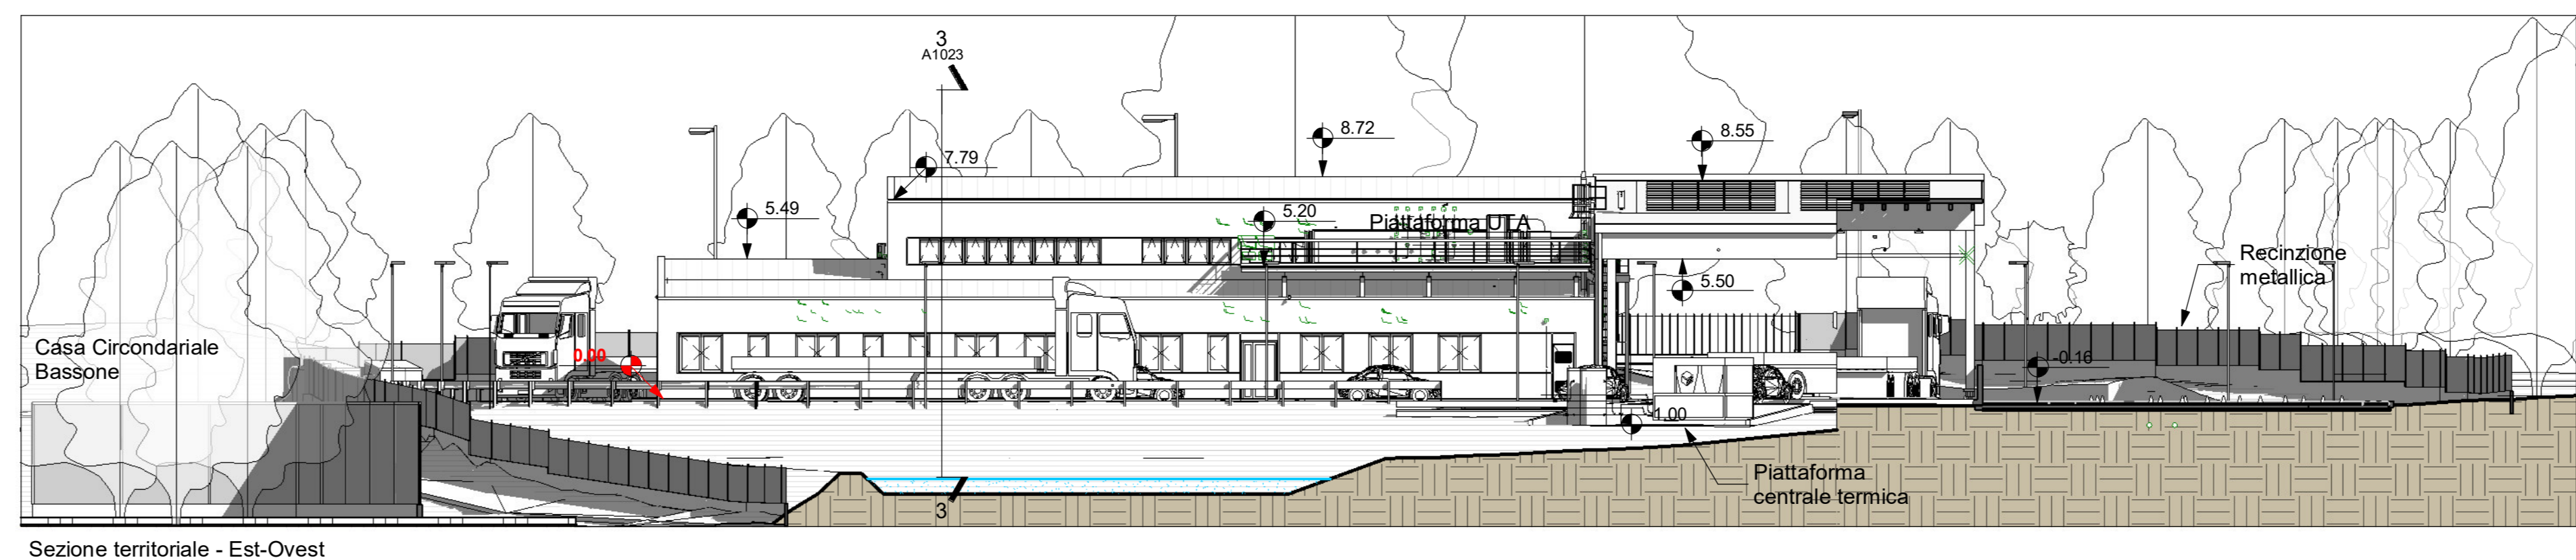 3
A1023
8.72
8.55
7.79
5.49
5.20
Piattaforma UTA
Recinzione
metallica
5.50
Casa Circondariale
Bassone
0.00
-0.16
1.00
Piattaforma
centrale termica
3
Sezione territoriale - Est-Ovest